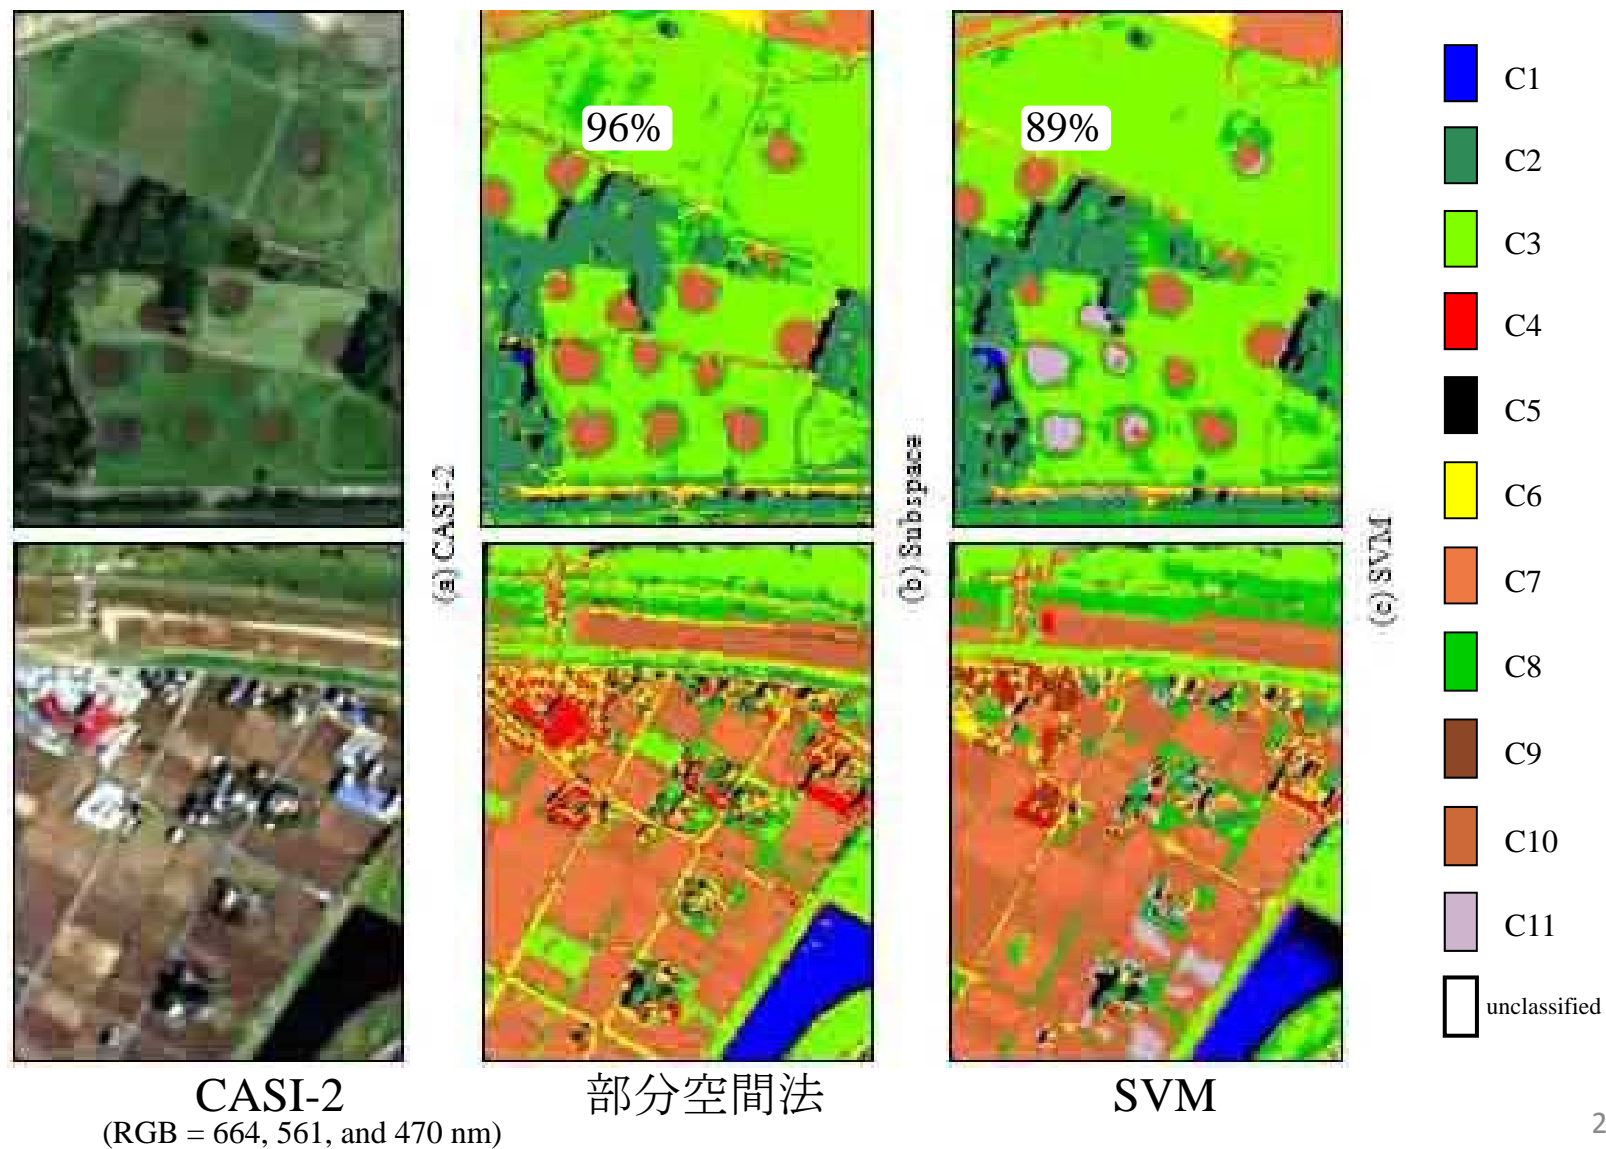 96%
89%
(a) CASI-2
(b) Subspace
(c) SVM
C1
C2
C3
C4
C5
C6
C7
C8
C9
C10
C11
unclassified
CASI-2
(RGB = 664, 561, and 470 nm)
部分空間法
SVM
2